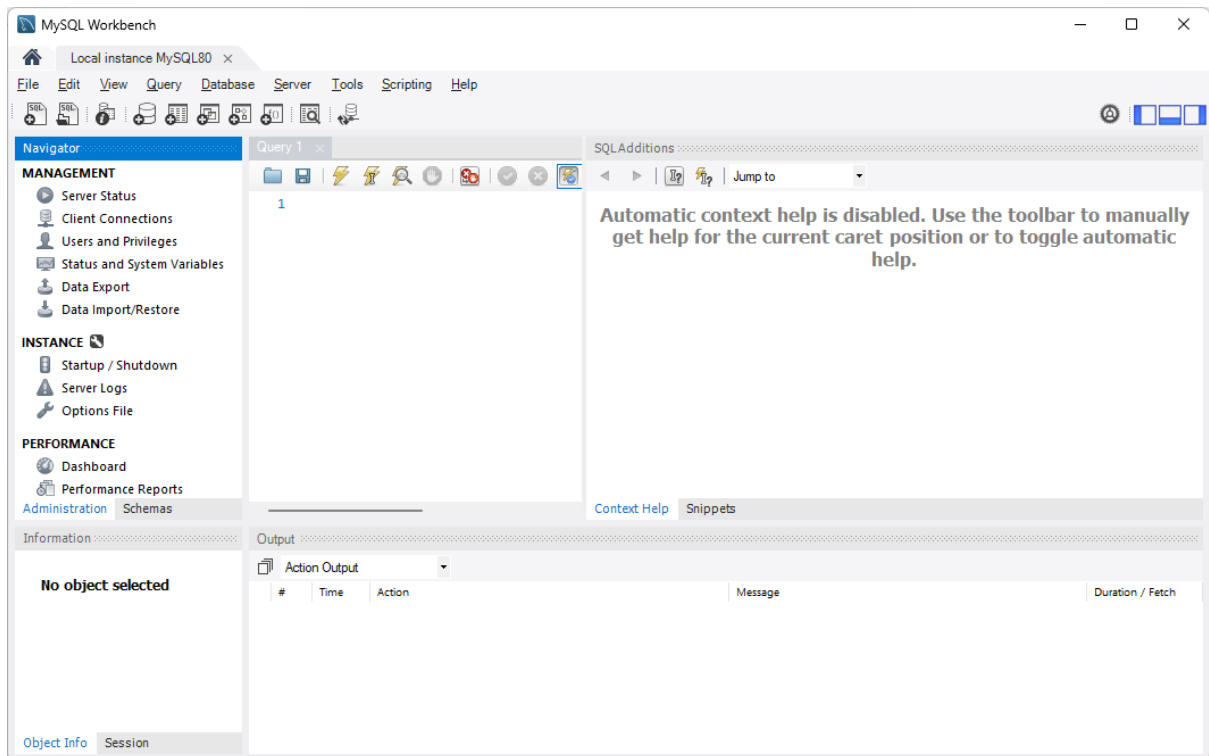 MySQL Workbench
Local instance MySQL80
File Edit View Query Database Server Tools Scripting Help
Navigator
MANAGEMENT
Server Status
Client Connections
Users and Privileges
Status and System Variables
Data Export
Data Import/Restore
INSTANCE
Startup / Shutdown
Server Logs
Options File
PERFORMANCE
Dashboard
Performance Reports
Administration Schemas
Query 1
1
SQLAdditions
Jump to
Automatic context help is disabled. Use the toolbar to manually
get help for the current caret position or to toggle automatic
help.
Context Help Snippets
Information
No object selected
Object Info Session
Output
Action Output
# Time Action Message Duration / Fetch